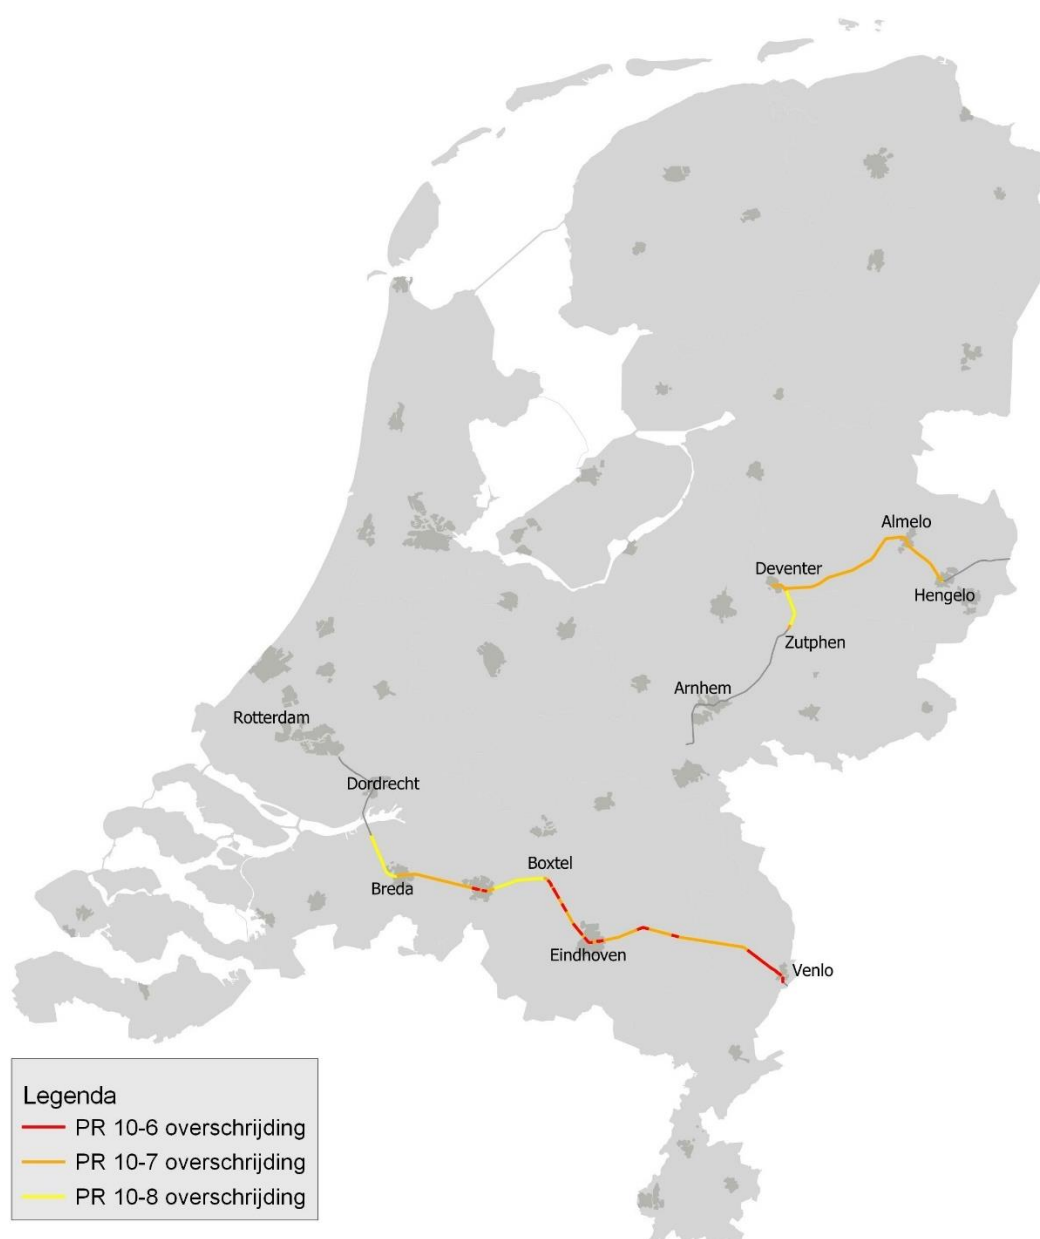 Almelo
Deventer
Hengelo
Zutphen
Arnhem
Rotterdam
Dordrecht
Boxtel
Breda
Eindhoven
Venlo
Legenda
PR 10-6 overschrijding
PR 10-7 overschrijding
PR 10-8 overschrijding